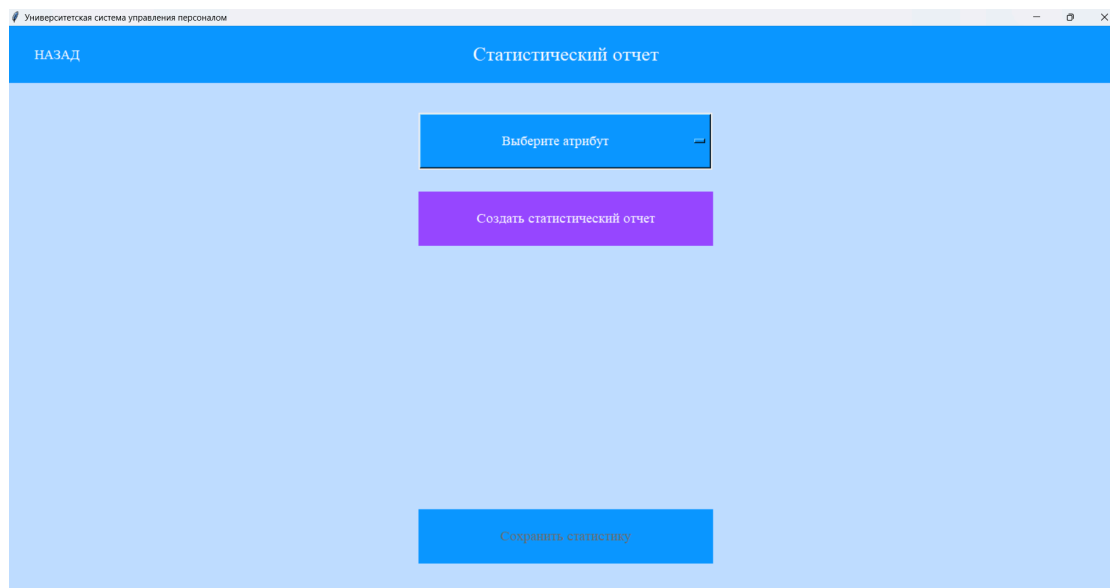 Университетская система управления персоналом
НАЗАД
Статистический отчет
Выберите атрибут
Создать статистический отчет
Сохранить статистику